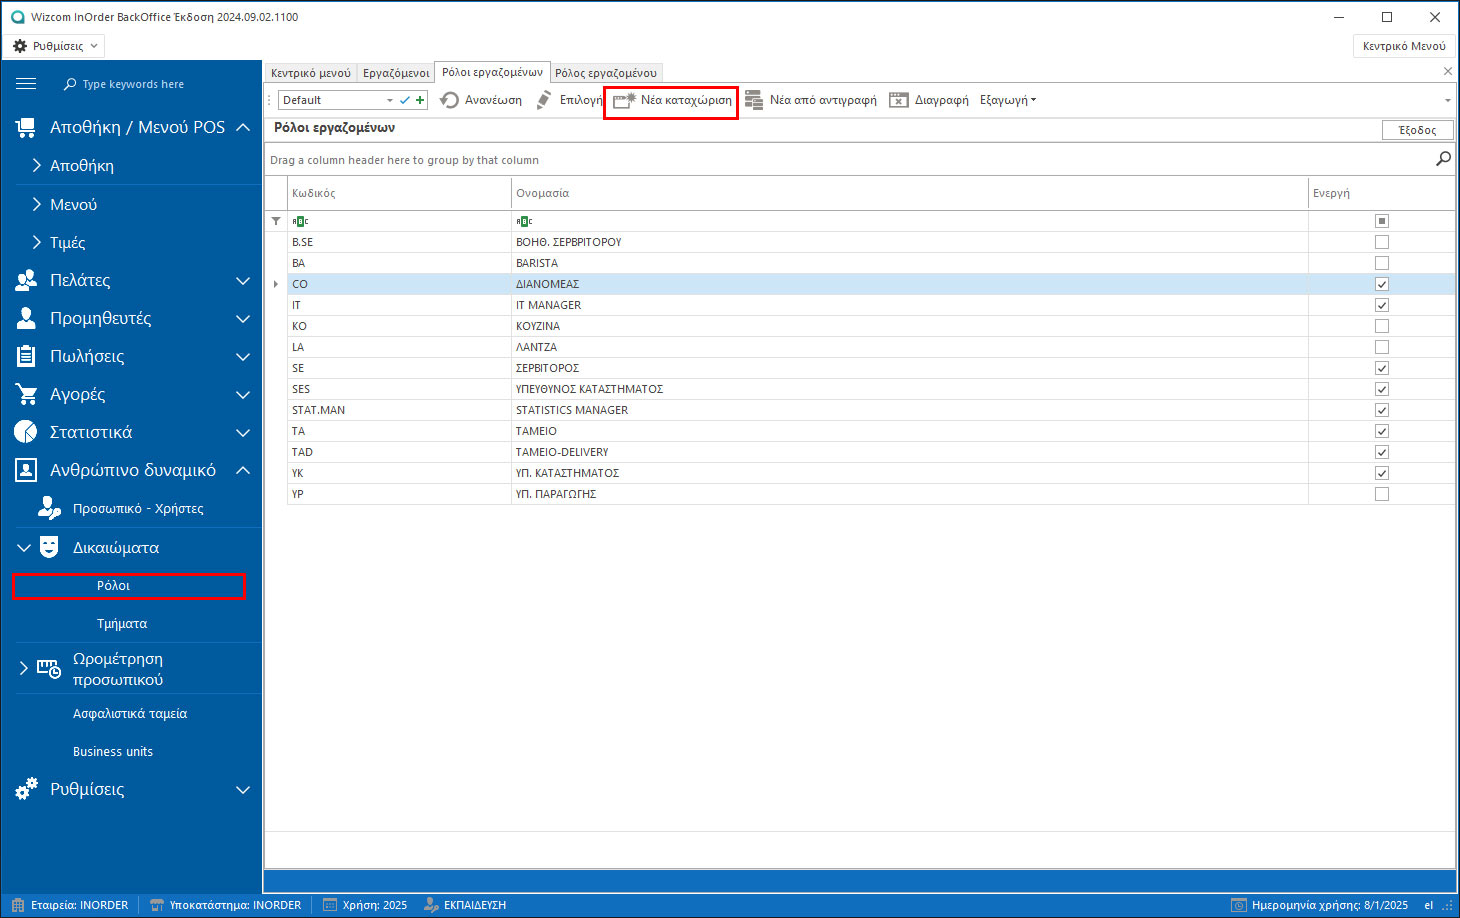 Wizcom InOrder BackOffice Έκδοση 2024.09.02.1100
Ρυθμίσεις
Κεντρικό Μενού
Type keywords here
Αποθήκη / Μενού POS
Αποθήκη
Μενού
Τιμές
Πελάτες
Προμηθευτές
Πωλήσεις
Αγορές
Στατιστικά
Ανθρώπινο δυναμικό
Προσωπικό - Χρήστες
Δικαιώματα
Ρόλοι
Τμήματα
Ωρομέτρηση
προσωπικού
Ασφαλιστικά ταμεία
Business units
Ρυθμίσεις
Κεντρικό μενού Εργαζόμενοι Ρόλοι εργαζομένων Ρόλος εργαζομένου
Default Ανανέωση Επιλογή Νέα καταχώριση Νέα από αντιγραφή Διαγραφή Εξαγωγή
Ρόλοι εργαζομένων
Έξοδος
Drag a column header here to group by that column
Κωδικός Ονομασία Ενεργή
B.SE ΒΟΗΘ. ΣΕΡΒΡΙΤΟΡΟΥ
BA BARISTA
CO ΔΙΑΝΟΜΕΑΣ
IT IT MANAGER
KO ΚΟΥΖΙΝΑ
LA ΛΑΝΤΖΑ
SE ΣΕΡΒΙΤΟΡΟΣ
SES ΥΠΕΥΘΥΝΟΣ ΚΑΤΑΣΤΗΜΑΤΟΣ
STAT.MAN STATISTICS MANAGER
TA ΤΑΜΕΙΟ
TAD ΤΑΜΕΙΟ-DELIVERY
ΥΚ ΥΠ. ΚΑΤΑΣΤΗΜΑΤΟΣ
ΥΡ ΥΠ. ΠΑΡΑΓΩΓΗΣ
Εταιρεία: INORDER Υποκατάστημα: INORDER Χρήση: 2025 ΕΚΠΑΙΔΕΥΣΗ Ημερομηνία χρήσης: 8/1/2025 el